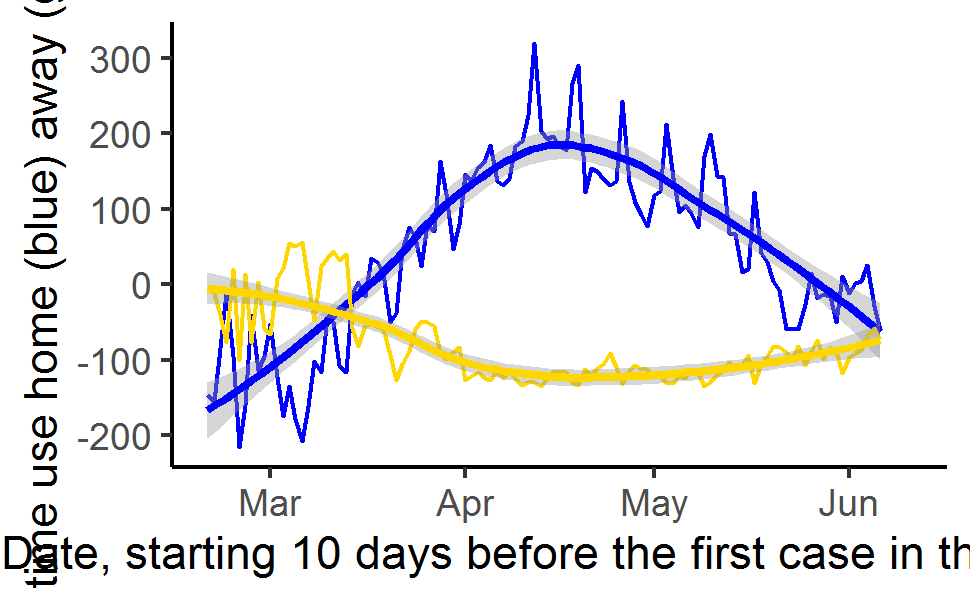 time use home (blue) away (
300
200
100
0
-100
-200
Mar Apr May Jun
Date, starting 10 days before the first case in th